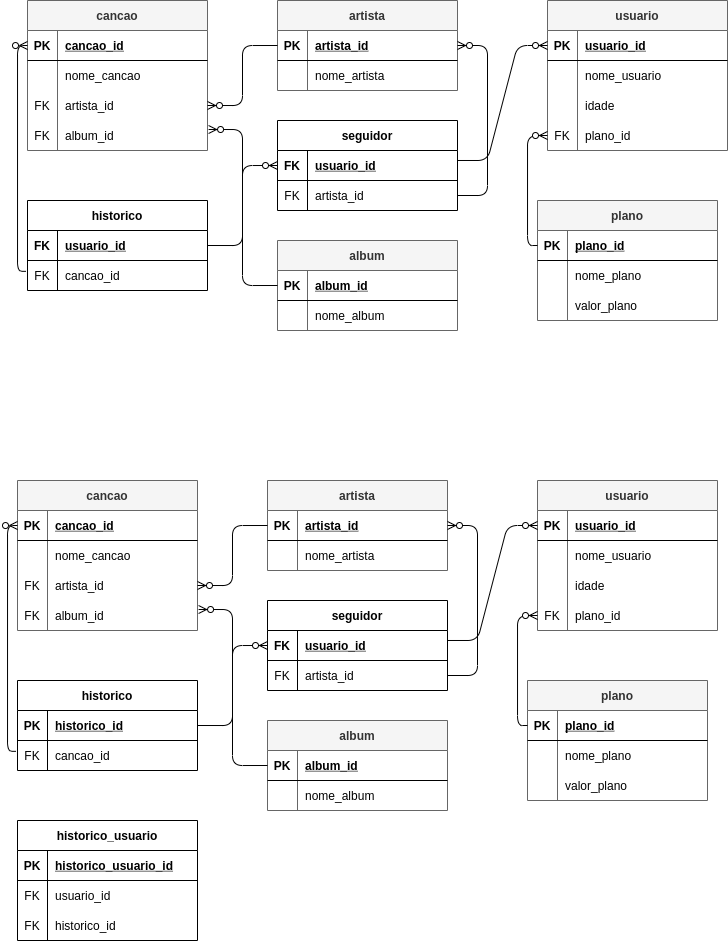 cancao
PK cancao_id
nome_cancao
FK artista_id
FK album_id
artista
PK artista_id
nome_artista
usuario
PK usuario_id
nome_usuario
idade
FK plano_id
seguidor
FK usuario_id
FK artista_id
historico
FK usuario_id
FK cancao_id
album
PK album_id
nome_album
plano
PK plano_id
nome_plano
valor_plano
cancao
PK cancao_id
nome_cancao
FK artista_id
FK album_id
artista
PK artista_id
nome_artista
usuario
PK usuario_id
nome_usuario
idade
FK plano_id
seguidor
FK usuario_id
FK artista_id
historico
PK historico_id
FK cancao_id
album
PK album_id
nome_album
plano
PK plano_id
nome_plano
valor_plano
historico_usuario
PK historico_usuario_id
FK usuario_id
FK historico_id